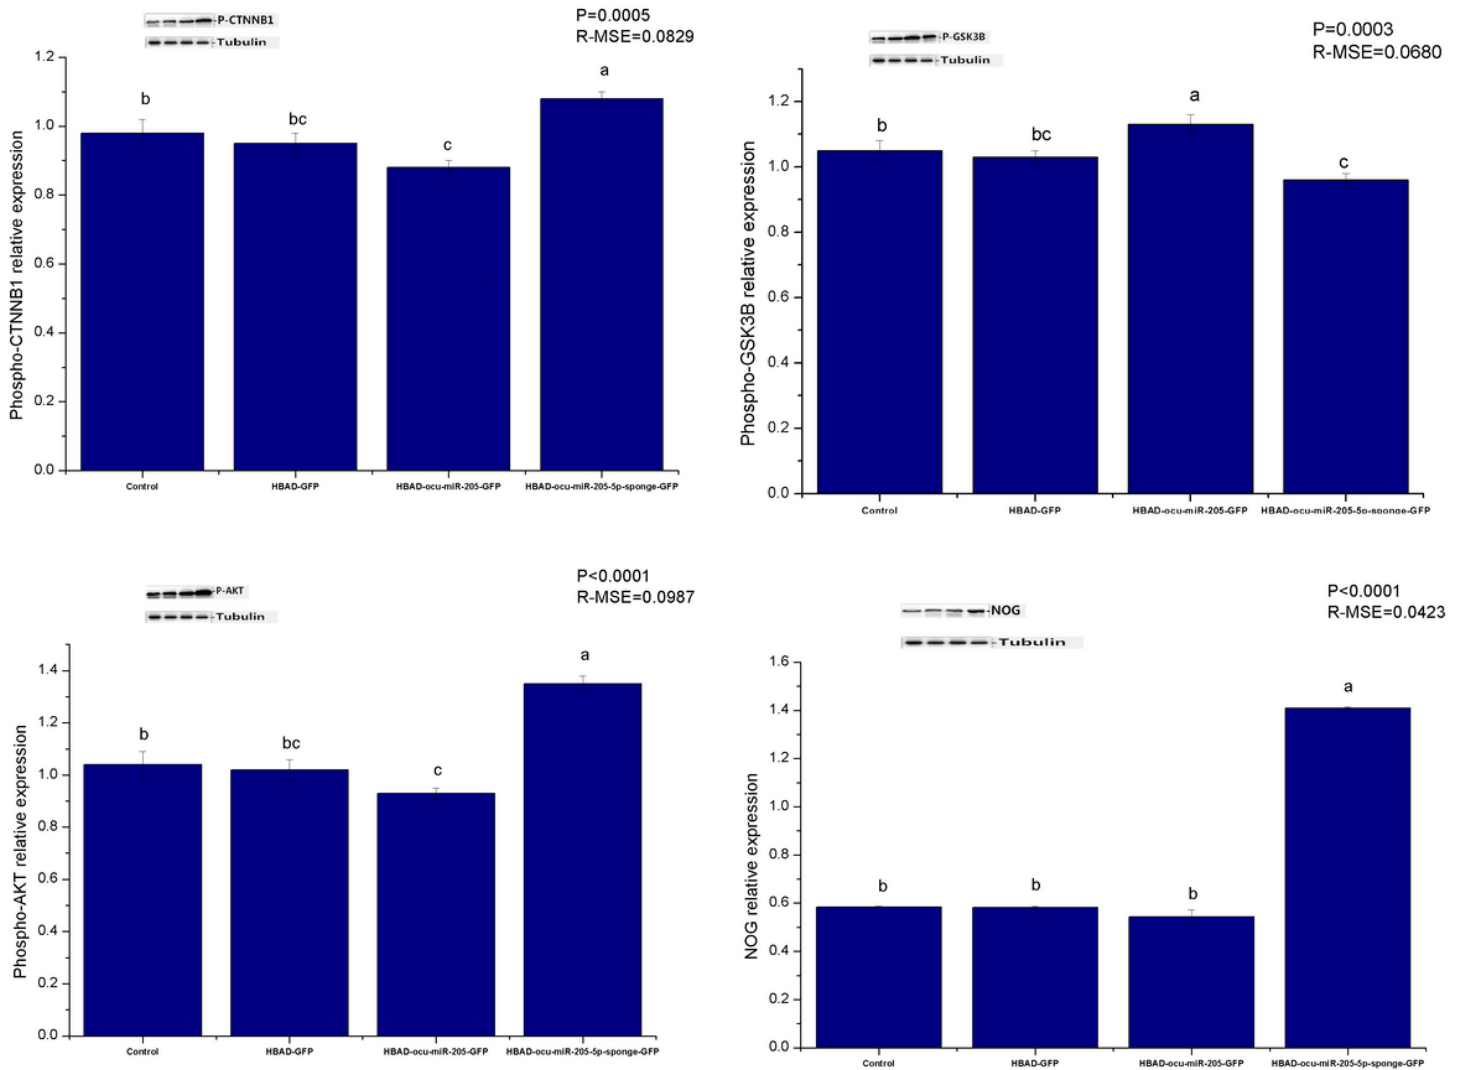 P-CTNNB1
Tubulin
P=0.0005
R-MSE=0.0829
Phospho-CTNNB1 relative expression
1.2
1.0
0.8
0.6
0.4
0.2
0.0
b
bc
c
a
Control
HBAD-GFP
HBAD-ocu-miR-205-GFP
HBAD-ocu-miR-205-5p-sponge-GFP
P-GSK3B
Tubulin
P=0.0003
R-MSE=0.0680
Phospho-GSK3B relative expression
1.2
1.0
0.8
0.6
0.4
0.2
0.0
b
bc
a
c
Control
HBAD-GFP
HBAD-ocu-miR-205-GFP
HBAD-ocu-miR-205-5p-sponge-GFP
P-AKT
Tubulin
P<0.0001
R-MSE=0.0987
Phospho-AKT relative expression
1.4
1.2
1.0
0.8
0.6
0.4
0.2
0.0
b
bc
c
a
Control
HBAD-GFP
HBAD-ocu-miR-205-GFP
HBAD-ocu-miR-205-5p-sponge-GFP
NOG
Tubulin
P<0.0001
R-MSE=0.0423
NOG relative expression
1.6
1.4
1.2
1.0
0.8
0.6
0.4
0.2
0.0
b
b
b
a
Control
HBAD-GFP
HBAD-ocu-miR-205-GFP
HBAD-ocu-miR-205-5p-sponge-GFP